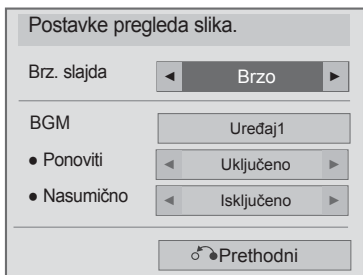 Postavke pregleda slika.
Brz. slajda ◄ Brzo ►
BGM Uređaj1
● Ponoviti ◄ Uključeno ►
● Nasumično ◄ Isključeno ►
Prethodni